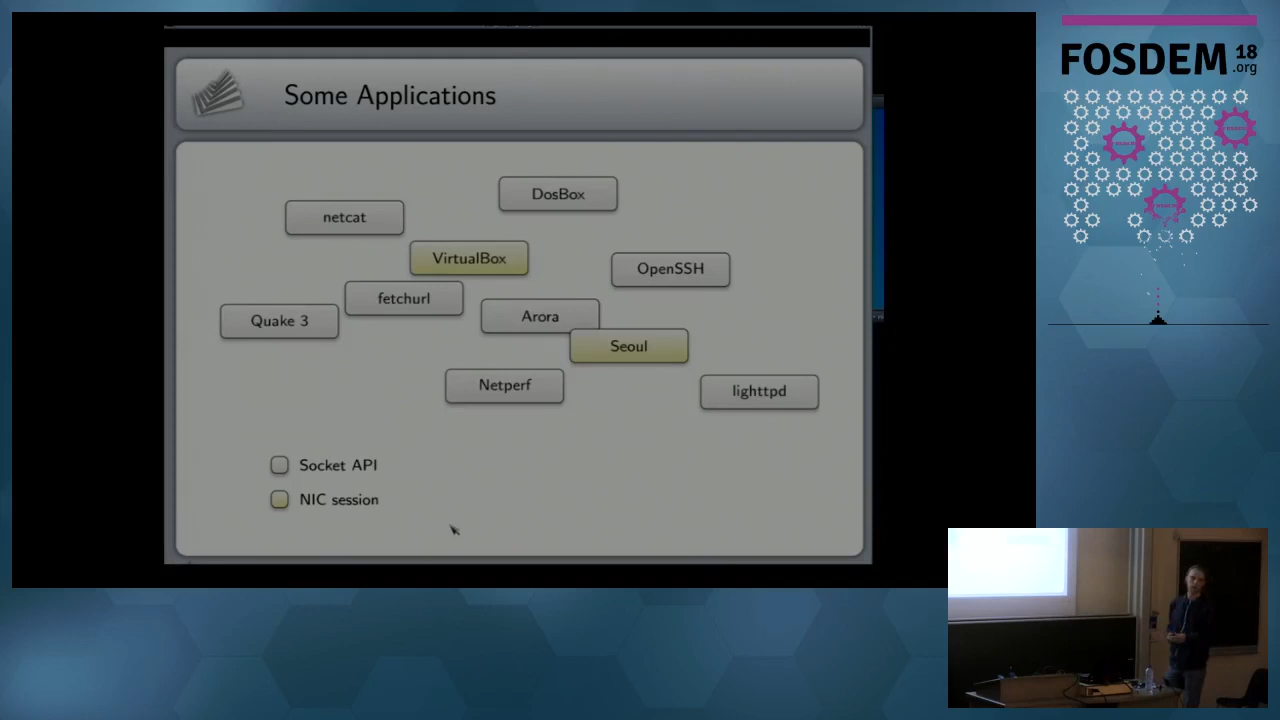 Some Applications
DosBox
netcat
VirtualBox
OpenSSH
fetchurl
Quake 3
Arora
Seoul
Netperf
lighttpd
Socket API
NIC session
FOSDEM 18
.org